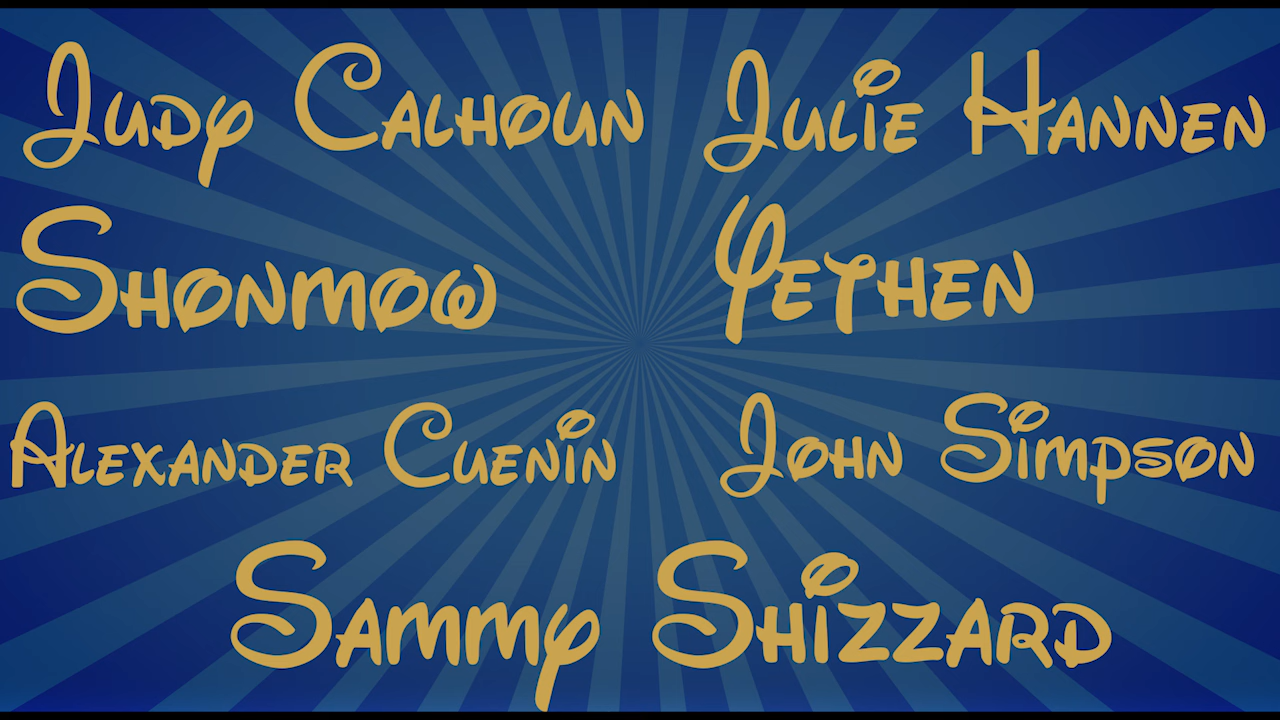 Judy Calhoun Julie Hannen
Shonmow Yethen
Alexander Cuenin John Simpson
Sammy Shizzard